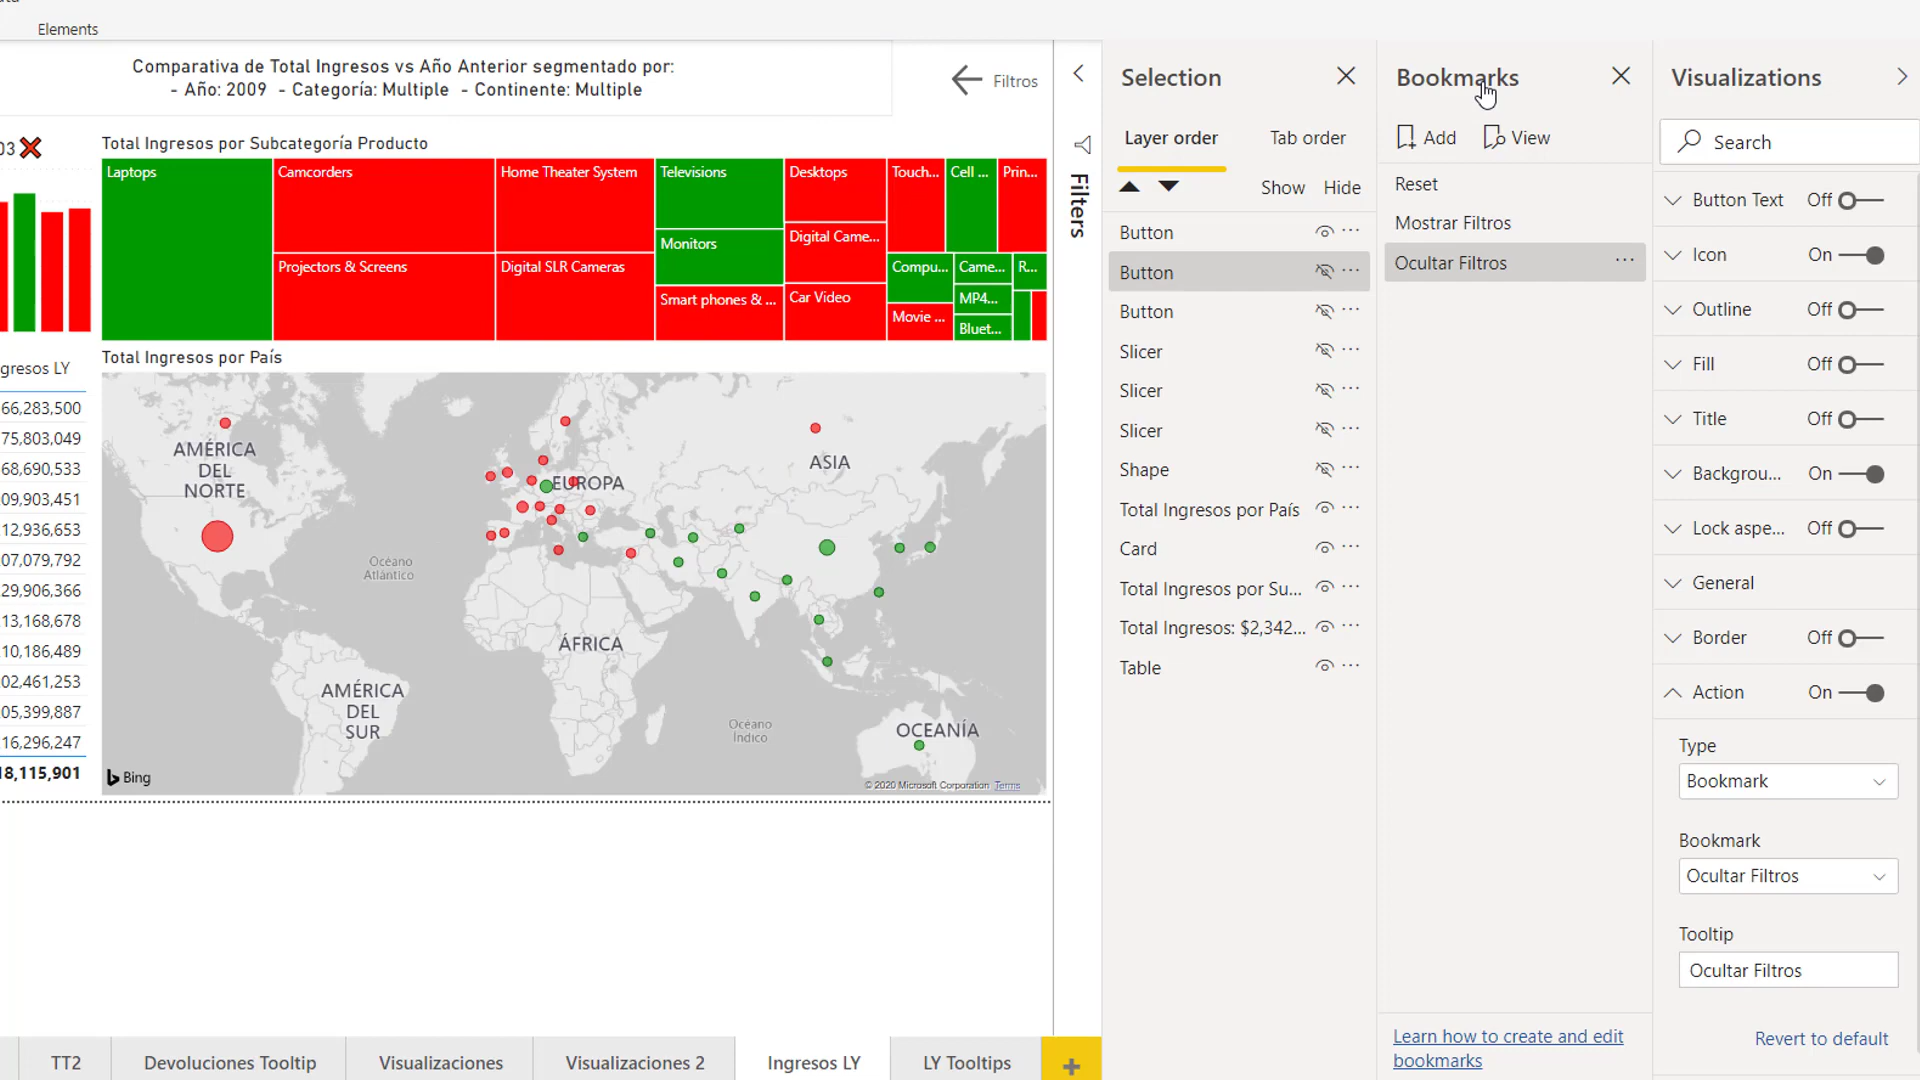 Elements
Comparativa de Total Ingresos vs Año Anterior segmentado por:
- Año: 2009 - Categoría: Multiple - Continente: Multiple
Filtros
03
Total Ingresos por Subcategoría Producto
Laptops
Camcorders
Home Theater System
Televisions
Desktops
Touch...
Cell ...
Prin...
Monitors
Digital Came...
Projectors & Screens
Digital SLR Cameras
Compu...
Came...
R...
Smart phones & ...
Car Video
MP4...
Movie ...
Bluet...
Total Ingresos por País
gresos LY
66,283,500
75,803,049
68,690,533
09,903,451
12,936,653
07,079,792
29,906,366
13,168,678
10,186,489
02,461,253
05,399,887
16,296,247
18,115,901
AMÉRICA
DEL
NORTE
EUROPA
ASIA
Océano
Atlántico
ÁFRICA
AMÉRICA
DEL
SUR
Océano
Índico
OCEANÍA
Bing
© 2020 Microsoft Corporation Terms
Filters
Selection
Layer order
Tab order
Show
Hide
Button
Button
Button
Slicer
Slicer
Slicer
Shape
Total Ingresos por País
Card
Total Ingresos por Su...
Total Ingresos: $2,342...
Table
Bookmarks
Add
View
Reset
Mostrar Filtros
Ocultar Filtros
Learn how to create and edit
bookmarks
Visualizations
Search
Button Text Off
Icon On
Outline Off
Fill Off
Title Off
Backgrou... On
Lock aspe... Off
General
Border Off
Action On
Type
Bookmark
Bookmark
Ocultar Filtros
Tooltip
Ocultar Filtros
Revert to default
TT2
Devoluciones Tooltip
Visualizaciones
Visualizaciones 2
Ingresos LY
LY Tooltips
+